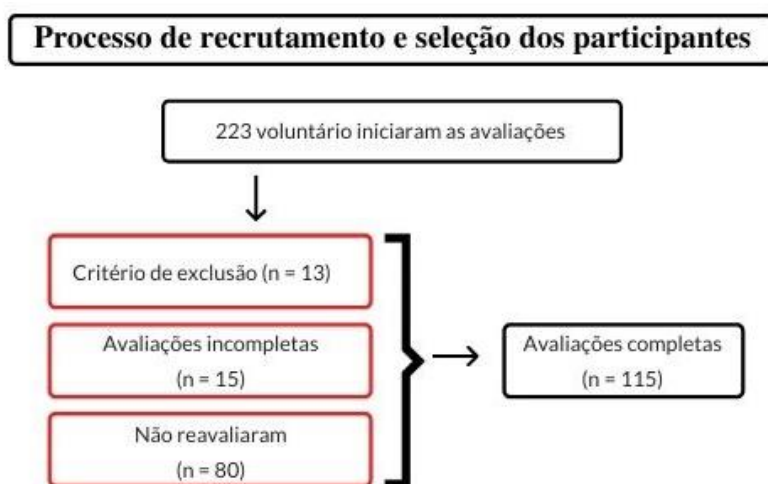 Processo de recrutamento e seleção dos participantes
223 voluntário iniciaram as avaliações
Critério de exclusão (n = 13)
Avaliações incompletas
(n = 15)
Não reavaliaram
(n = 80)
Avaliações completas
(n = 115)